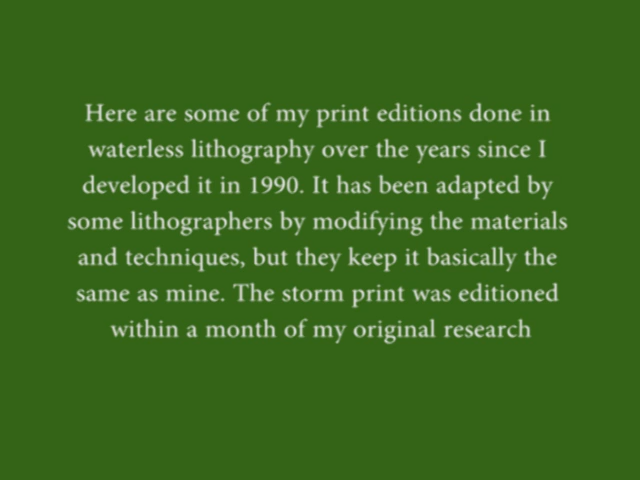 Here are some of my print editions done in
waterless lithography over the years since I
developed it in 1990. It has been adapted by
some lithographers by modifying the materials
and techniques, but they keep it basically the
same as mine. The storm print was editioned
within a month of my original research